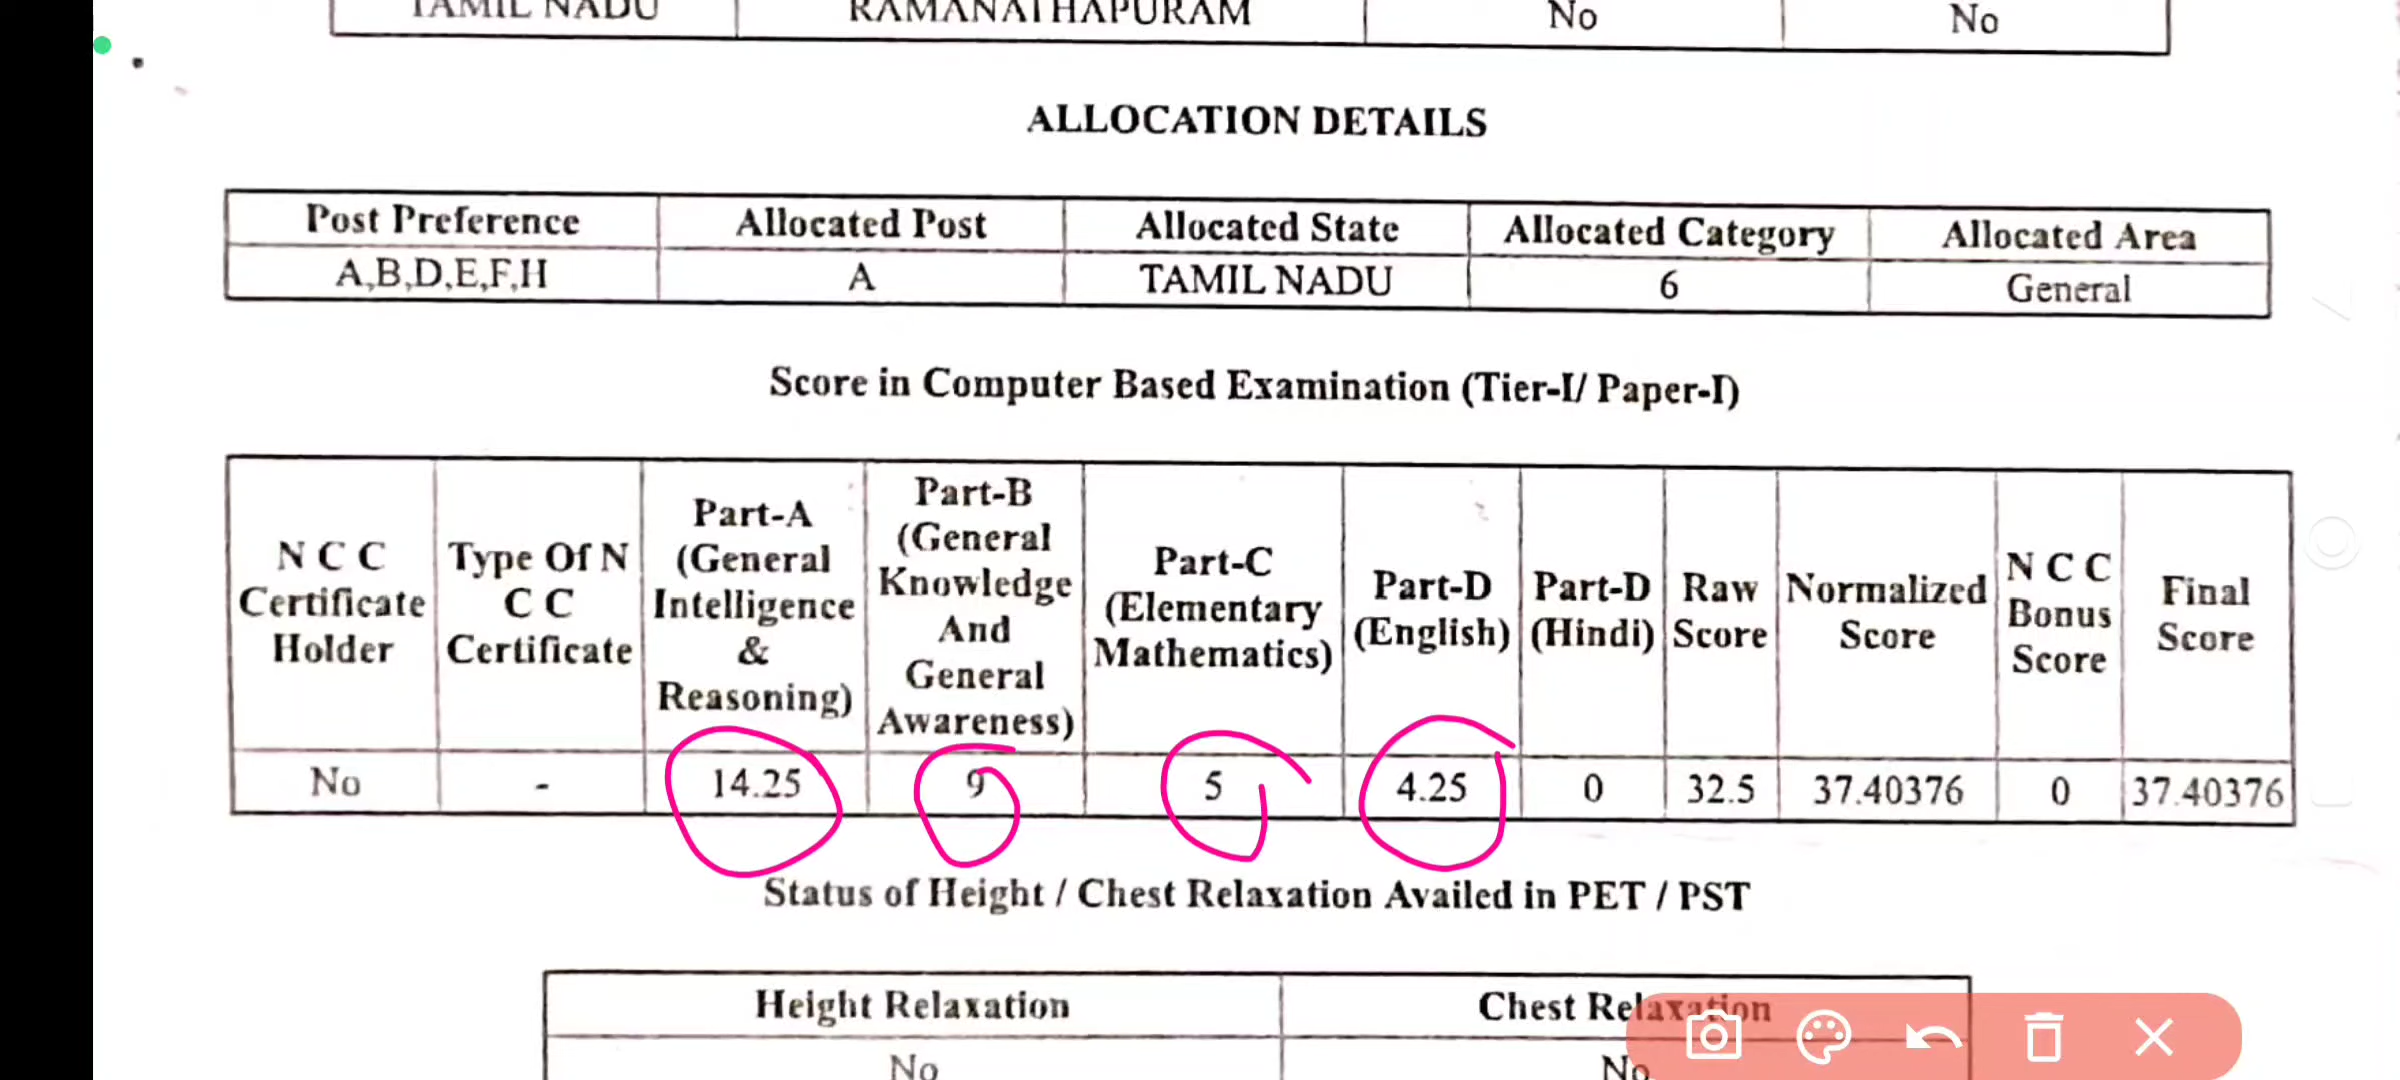 TAMIL NADU RAMANATHAPURAM No No
ALLOCATION DETAILS
Post Preference Allocated Post Allocated State Allocated Category Allocated Area
A,B,D,E,F,H A TAMIL NADU 6 General
Score in Computer Based Examination (Tier-I/ Paper-I)
N C C Certificate Holder
Type Of N C C Certificate
Part-A (General Intelligence & Reasoning)
Part-B (General Knowledge And General Awareness)
Part-C (Elementary Mathematics)
Part-D (English)
Part-D (Hindi)
Raw Score
Normalized Score
N C C Bonus Score
Final Score
No - 14.25 9 5 4.25 0 32.5 37.40376 0 37.40376
Status of Height / Chest Relaxation Availed in PET / PST
Height Relaxation Chest Relaxation
No No